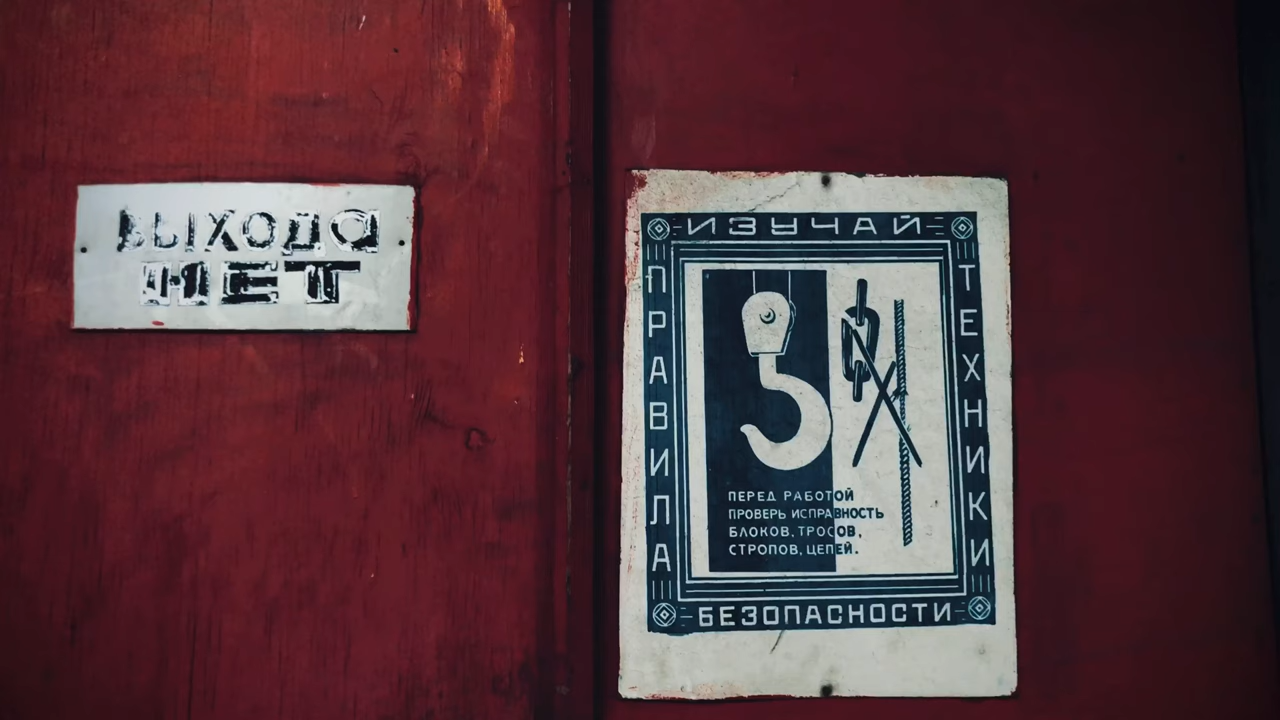 ВЫХОДА
НЕТ
ИЗУЧАЙ
ПРАВИЛА
ТЕХНИКИ
БЕЗОПАСНОСТИ
ПЕРЕД РАБОТОЙ
ПРОВЕРЬ ИСПРАВНОСТЬ
БЛОКОВ, ТРОСОВ,
СТРОПОВ, ЦЕПЕЙ.